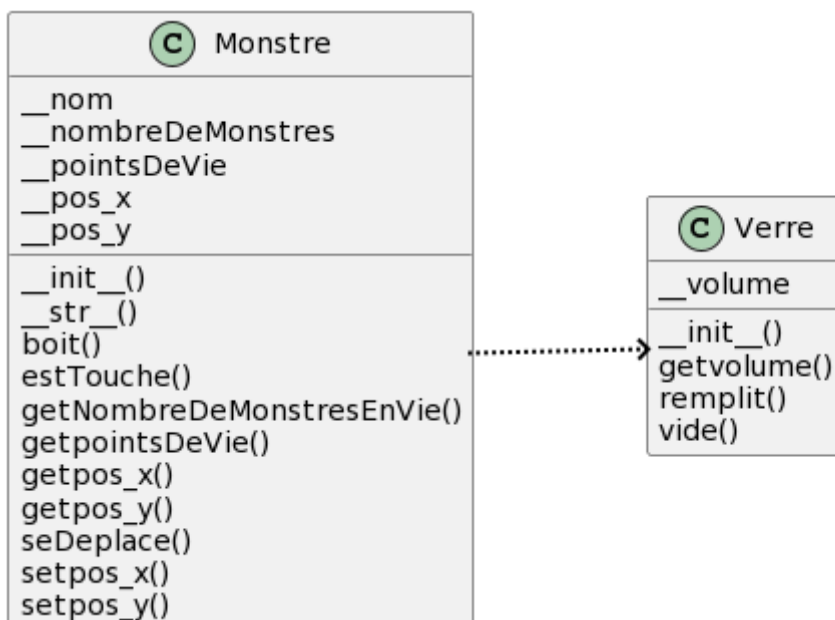 C Monstre
__nom
__nombreDeMonstres
__pointsDeVie
__pos_x
__pos_y
__init__()
__str__()
boit()
estTouche()
getNombreDeMonstresEnVie()
getpointsDeVie()
getpos_x()
getpos_y()
seDeplace()
setpos_x()
setpos_y()
C Verre
__volume
__init__()
getvolume()
remplit()
vide()